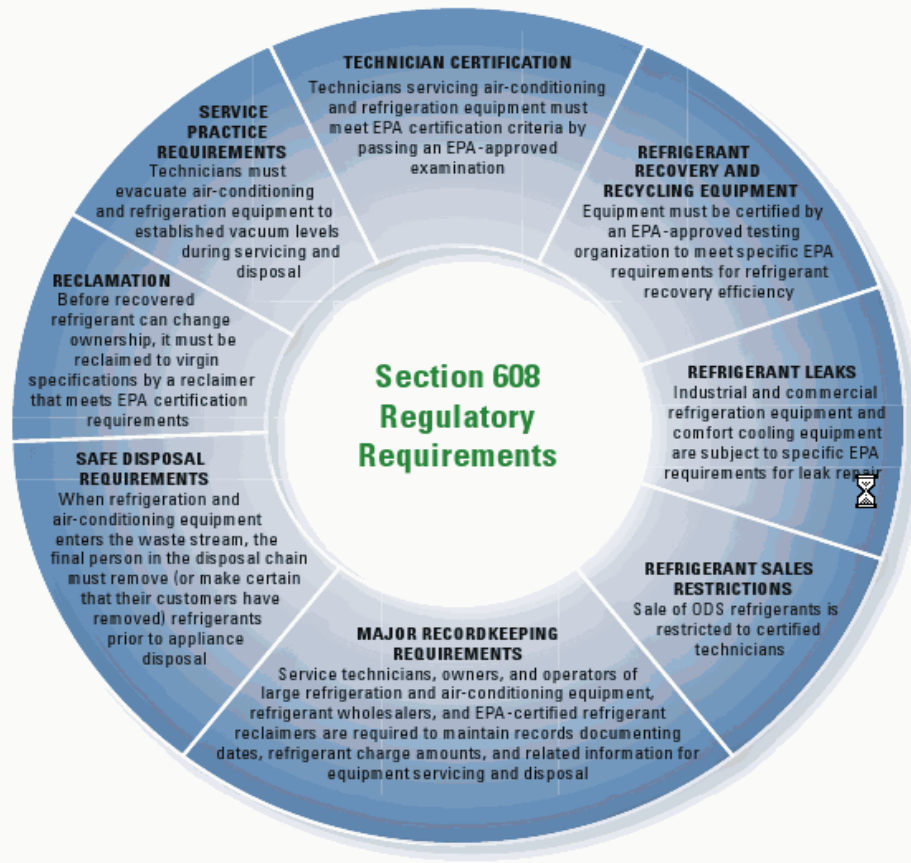 TECHNICIAN CERTIFICATION
Technicians servicing air-conditioning
and refrigeration equipment must
meet EPA certification criteria by
passing an EPA-approved
examination
REFRIGERANT
RECOVERY AND
RECYCLING EQUIPMENT
Equipment must be certified by
an EPA-approved testing
organization to meet specific EPA
requirements for refrigerant
recovery efficiency
REFRIGERANT LEAKS
Industrial and commercial
refrigeration equipment and
comfort cooling equipment
are subject to specific EPA
requirements for leak repair
REFRIGERANT SALES
RESTRICTIONS
Sale of ODS refrigerants is
restricted to certified
technicians
MAJOR RECORDKEEPING
REQUIREMENTS
Service technicians, owners, and operators of
large refrigeration and air-conditioning equipment,
refrigerant wholesalers, and EPA-certified refrigerant
reclaimers are required to maintain records documenting
dates, refrigerant charge amounts, and related information for
equipment servicing and disposal
SAFE DISPOSAL
REQUIREMENTS
When refrigeration and
air-conditioning equipment
enters the waste stream, the
final person in the disposal chain
must remove (or make certain
that their customers have
removed) refrigerants
prior to appliance
disposal
RECLAMATION
Before recovered
refrigerant can change
ownership, it must be
reclaimed to virgin
specifications by a reclaimer
that meets EPA certification
requirements
SERVICE
PRACTICE
REQUIREMENTS
Technicians must
evacuate air-conditioning
and refrigeration equipment to
established vacuum levels
during servicing and
disposal
Section 608
Regulatory
Requirements